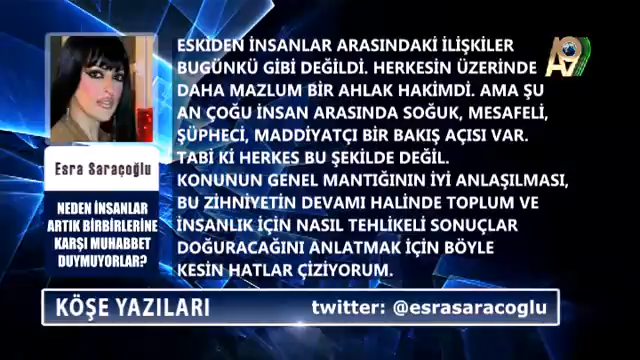 ESKİDEN İNSANLAR ARASINDAKİ İLİŞKİLER
BUGÜNKÜ GİBİ DEĞİLDİ. HERKESİN ÜZERİNDE
DAHA MAZLUM BİR AHLAK HAKİMDİ. AMA ŞU
AN ÇOĞU İNSAN ARASINDA SOĞUK, MESAFELİ,
ŞÜPHECİ, MADDİYATÇI BİR BAKIŞ AÇISI VAR.
TABİ Kİ HERKES BU ŞEKİLDE DEĞİL.
KONUNUN GENEL MANTIĞININ İYİ ANLAŞILMASI,
BU ZİHNİYETİN DEVAMI HALİNDE TOPLUM VE
İNSANLIK İÇİN NASIL TEHLİKELİ SONUÇLAR
DOĞURACAĞINI ANLATMAK İÇİN BÖYLE
KESİN HATLAR ÇİZİYORUM.
A9
Esra Saraçoğlu
NEDEN İNSANLAR
ARTIK BİRBİRLERİNE
KARŞI MUHABBET
DUYMUYORLAR?
KÖŞE YAZILARI
twitter: @esrasaracoglu